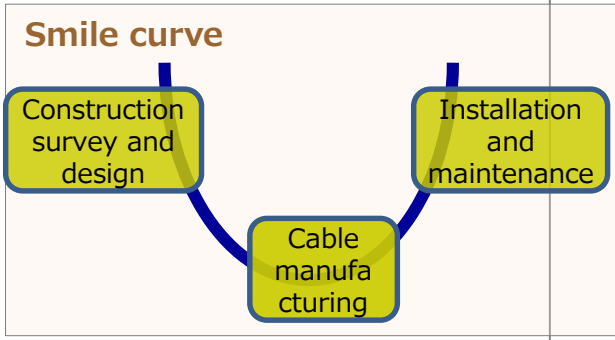 Smile curve
Construction
survey and
design
Installation
and
maintenance
Cable
manufa
cturing